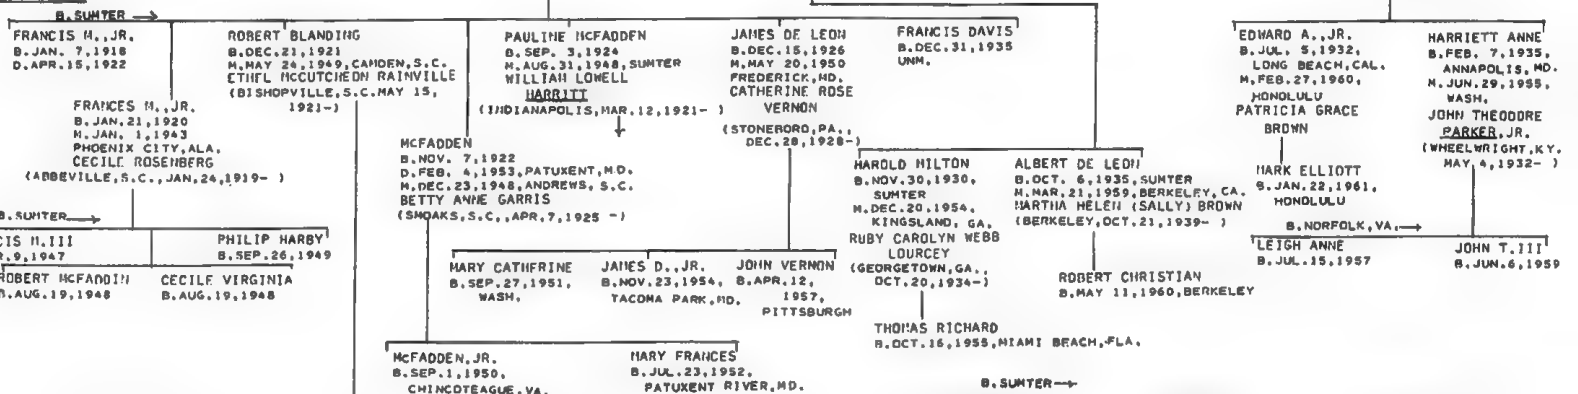 B. SUMTER
FRANCIS M., JR.
B. JAN. 7, 1918
D. APR. 15, 1922
ROBERT BLANDING
B. DEC. 21, 1921
M. MAY 24, 1949, CAMDEN, S.C.
ETHEL MCCUTCHEON RAINVILLE
(BISHOPVILLE, S.C. MAY 15,
1921-)
PAULINE MCFADDEN
B. SEP. 3, 1924
M. AUG. 31, 1948, SUMTER
WILLIAM LOWELL
HARRITT
(INDIANAPOLIS, MAR. 12, 1921- )
JAMES DE LEON
B. DEC. 15, 1926
M. MAY 20, 1950
FREDERICK, MD.
CATHERINE ROSE
VERNON
(STONEBORO, PA.,
DEC. 28, 1928-)
FRANCIS DAVIS
B. DEC. 31, 1935
UNM.
EDWARD A., JR.
B. JUL. 5, 1932,
LONG BEACH, CAL.
M. FEB. 27, 1960,
HONOLULU
PATRICIA GRACE
BROWN
HARRIETT ANNE
B. FEB. 7, 1935,
ANNAPOLIS, MD.
M. JUN. 29, 1955,
WASH.
JOHN THEODORE
PARKER, JR.
(WHEELWRIGHT, KY.
MAY 4, 1932- )
FRANCES M., JR.
B. JAN. 21, 1920
M. JAN. 1, 1943
PHOENIX CITY, ALA.
CECILE ROSENBERG
(ABBEVILLE, S.C., JAN. 24, 1919- )
MCFADDEN
B. NOV. 7, 1922
D. FEB. 4, 1953, PATUXENT, M.D.
M. DEC. 23, 1948, ANDREWS, S.C.
BETTY ANNE GARRIS
(SMOAKS, S.C., APR. 7, 1925 -)
HAROLD MILTON
B. NOV. 30, 1930,
SUMTER
M. DEC. 20, 1954,
KINGSLAND, GA.
RUBY CAROLYN WEBB
LOURCEY
(GEORGETOWN, GA.,
OCT. 20, 1934-)
ALBERT DE LEON
B. OCT. 6, 1935, SUMTER
M. MAR. 21, 1959, BERKELEY, CA.
MARTHA HELEN (SALLY) BROWN
(BERKELEY, OCT. 21, 1939- )
MARK ELLIOTT
B. JAN. 22, 1961,
HONOLULU
B. SUMTER
CIS M. III
R. 9, 1947
PHILIP HARBY
B. SEP. 26, 1949
ROBERT MCFADDIN
B. AUG. 19, 1948
CECILE VIRGINIA
B. AUG. 19, 1948
MARY CATHERINE
B. SEP. 27, 1951,
WASH.
JAMES D., JR.
B. NOV. 23, 1954,
TACOMA PARK, MD.
JOHN VERNON
B. APR. 12,
1957,
PITTSBURGH
ROBERT CHRISTIAN
B. MAY 11, 1960, BERKELEY
B. NORFOLK, VA.
LEIGH ANNE
B. JUL. 15, 1957
JOHN T. III
B. JUN. 6, 1959
THOMAS RICHARD
B. OCT. 16, 1955, MIAMI BEACH, FLA.
MCFADDEN, JR.
B. SEP. 1, 1950,
CHINCOTEAGUE, VA.
MARY FRANCES
B. JUL. 23, 1952,
PATUXENT RIVER, MD.
B. SUMTER